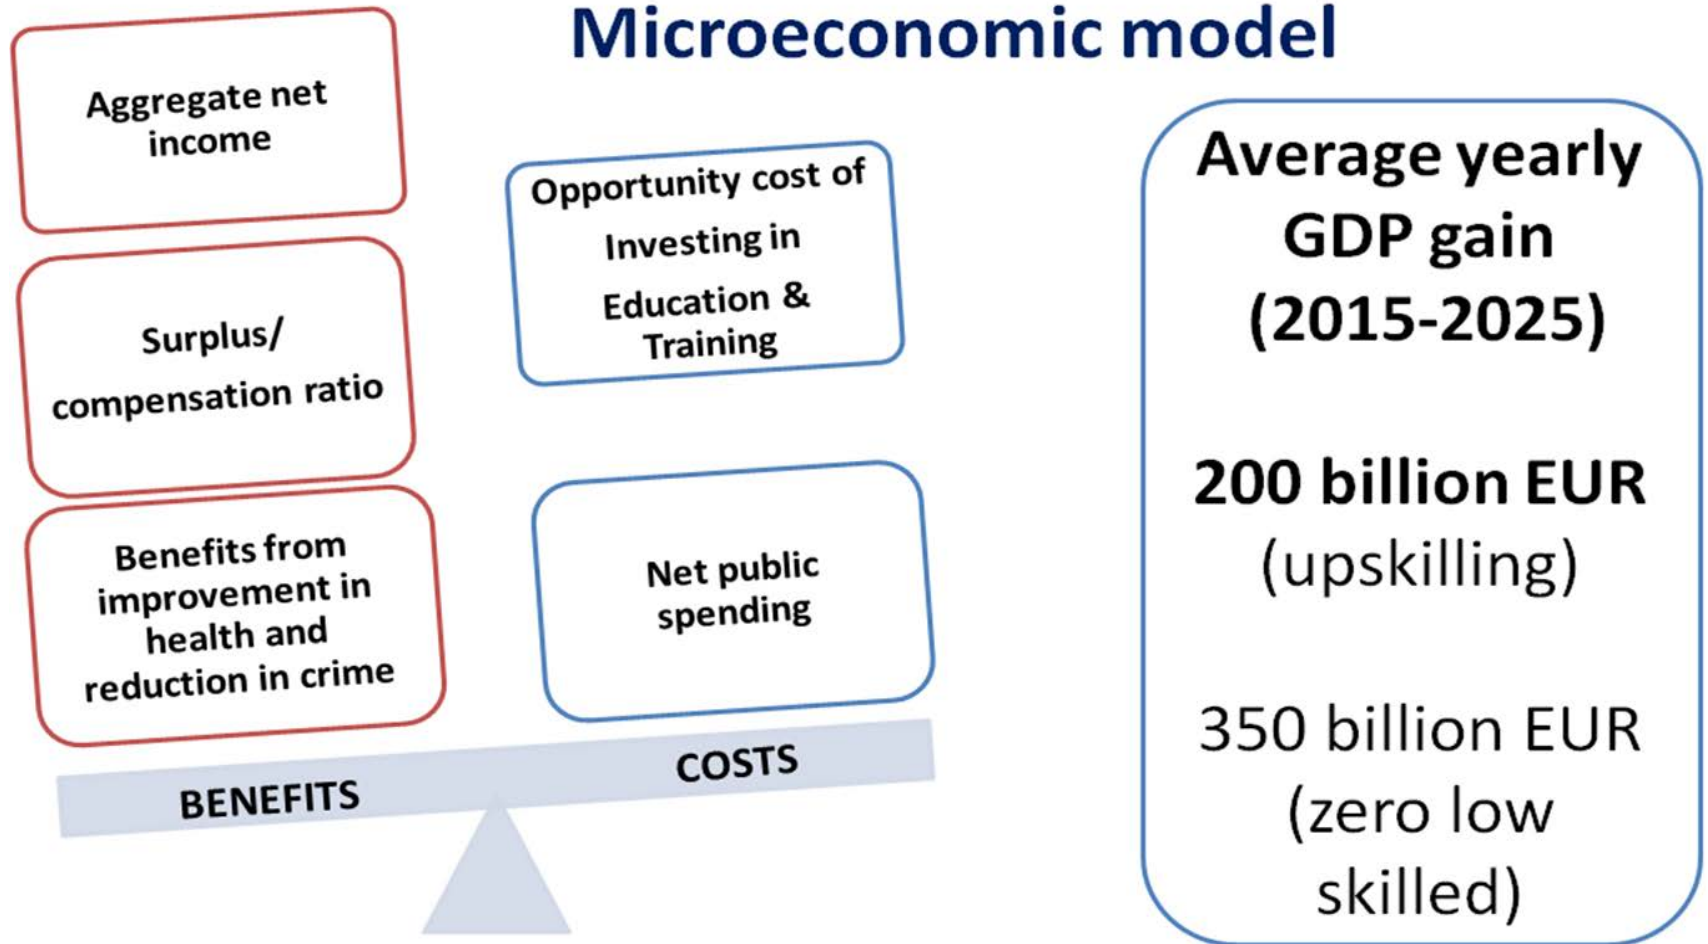 Microeconomic model
Aggregate net
income
Surplus/
compensation ratio
Benefits from
improvement in
health and
reduction in crime
BENEFITS
Opportunity cost of
Investing in
Education &
Training
Net public
spending
COSTS
Average yearly
GDP gain
(2015-2025)
200 billion EUR
(upskilling)
350 billion EUR
(zero low
skilled)